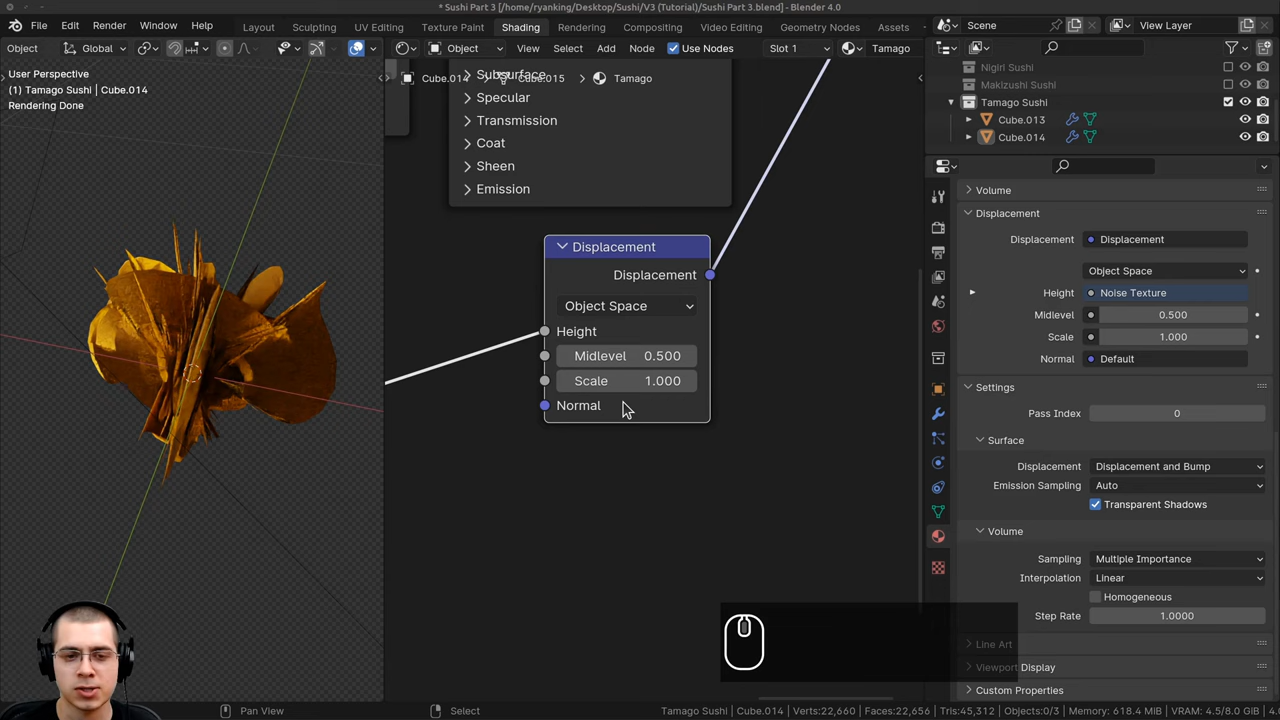 * Sushi Part 3 [/home/ryanking/Desktop/Sushi/V3 (Tutorial)/Sushi Part 3.blend] - Blender 4.0
File Edit Render Window Help Layout Sculpting UV Editing Texture Paint Shading Rendering Compositing Video Editing Geometry Nodes Scene View Layer
Object Global Object View Select Add Node Use Nodes Slot 1 Tamago
User Perspective
(1) Tamago Sushi | Cube.014
Rendering Done
Cube.014 Cube.015 Tamago
Subsurface
Specular
Transmission
Coat
Sheen
Emission
Displacement
Displacement
Object Space
Height
Midlevel 0.500
Scale 1.000
Normal
Nigiri Sushi
Makizushi Sushi
Tamago Sushi
Cube.013
Cube.014
Volume
Displacement
Displacement Displacement
Object Space
Height Noise Texture
Midlevel 0.500
Scale 1.000
Normal Default
Settings
Pass Index 0
Surface
Displacement Displacement and Bump
Emission Sampling Auto
Transparent Shadows
Volume
Sampling Multiple Importance
Interpolation Linear
Homogeneous
Step Rate 1.0000
Line Art
Viewport Display
Custom Properties
Pan View Select Tamago Sushi | Cube.014 Verts:22,660 Faces:22,656 Tris:45,312 Objects:0/3 Memory: 618.4 MiB VRAM: 4.5/8.0 GiB 4.